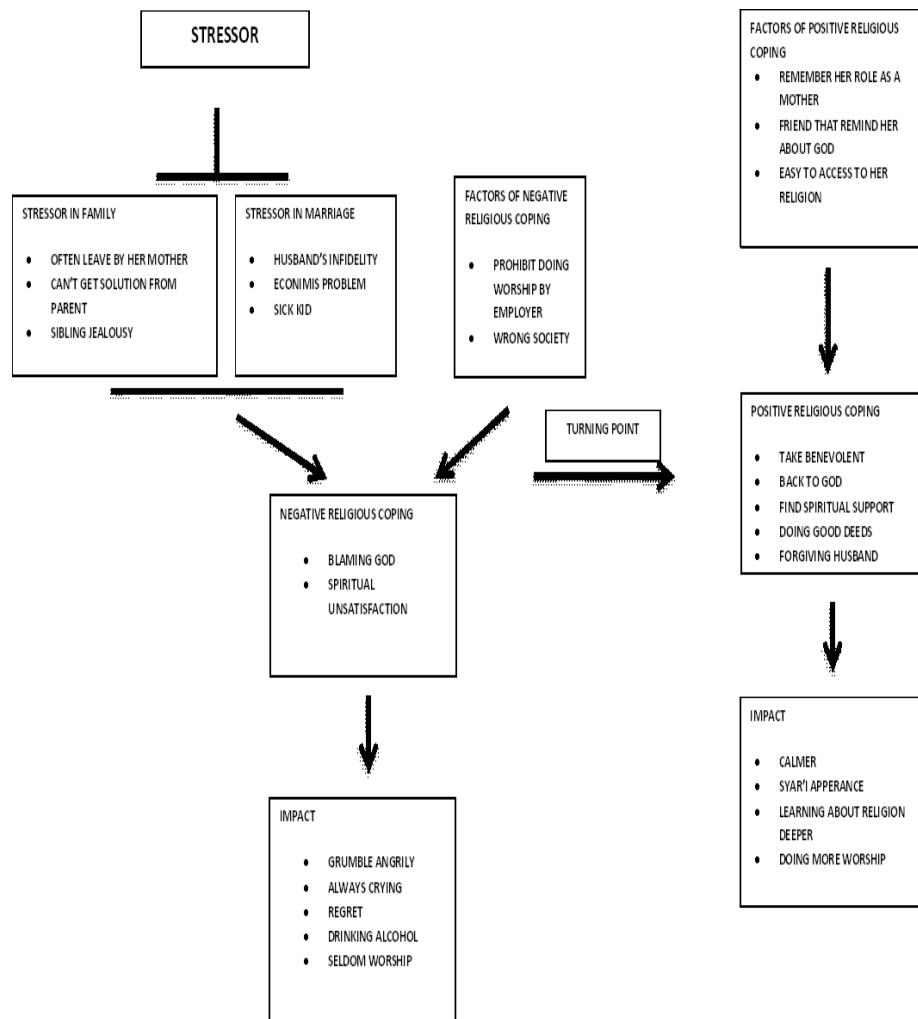 STRESSOR
STRESSOR IN FAMILY
• OFTEN LEAVE BY HER MOTHER
• CAN'T GET SOLUTION FROM
PARENT
• SIBLING JEALOUSY
STRESSOR IN MARRIAGE
• HUSBAND'S INFIDELITY
• ECONIMIS PROBLEM
• SICK KID
FACTORS OF NEGATIVE
RELIGIOUS COPING
• PROHIBIT DOING
WORSHIP BY
EMPLOYER
• WRONG SOCIETY
FACTORS OF POSITIVE RELIGIOUS
COPING
• REMEMBER HER ROLE AS A
MOTHER
• FRIEND THAT REMIND HER
ABOUT GOD
• EASY TO ACCESS TO HER
RELIGION
NEGATIVE RELIGIOUS COPING
• BLAMING GOD
• SPIRITUAL
UNSATISFACTION
TURNING POINT
POSITIVE RELIGIOUS COPING
• TAKE BENEVOLENT
• BACK TO GOD
• FIND SPIRITUAL SUPPORT
• DOING GOOD DEEDS
• FORGIVING HUSBAND
IMPACT
• GRUMBLE ANGRILY
• ALWAYS CRYING
• REGRET
• DRINKING ALCOHOL
• SELDOM WORSHIP
IMPACT
• CALMER
• SYAR'I APPERANCE
• LEARNING ABOUT RELIGION
DEEPER
• DOING MORE WORSHIP